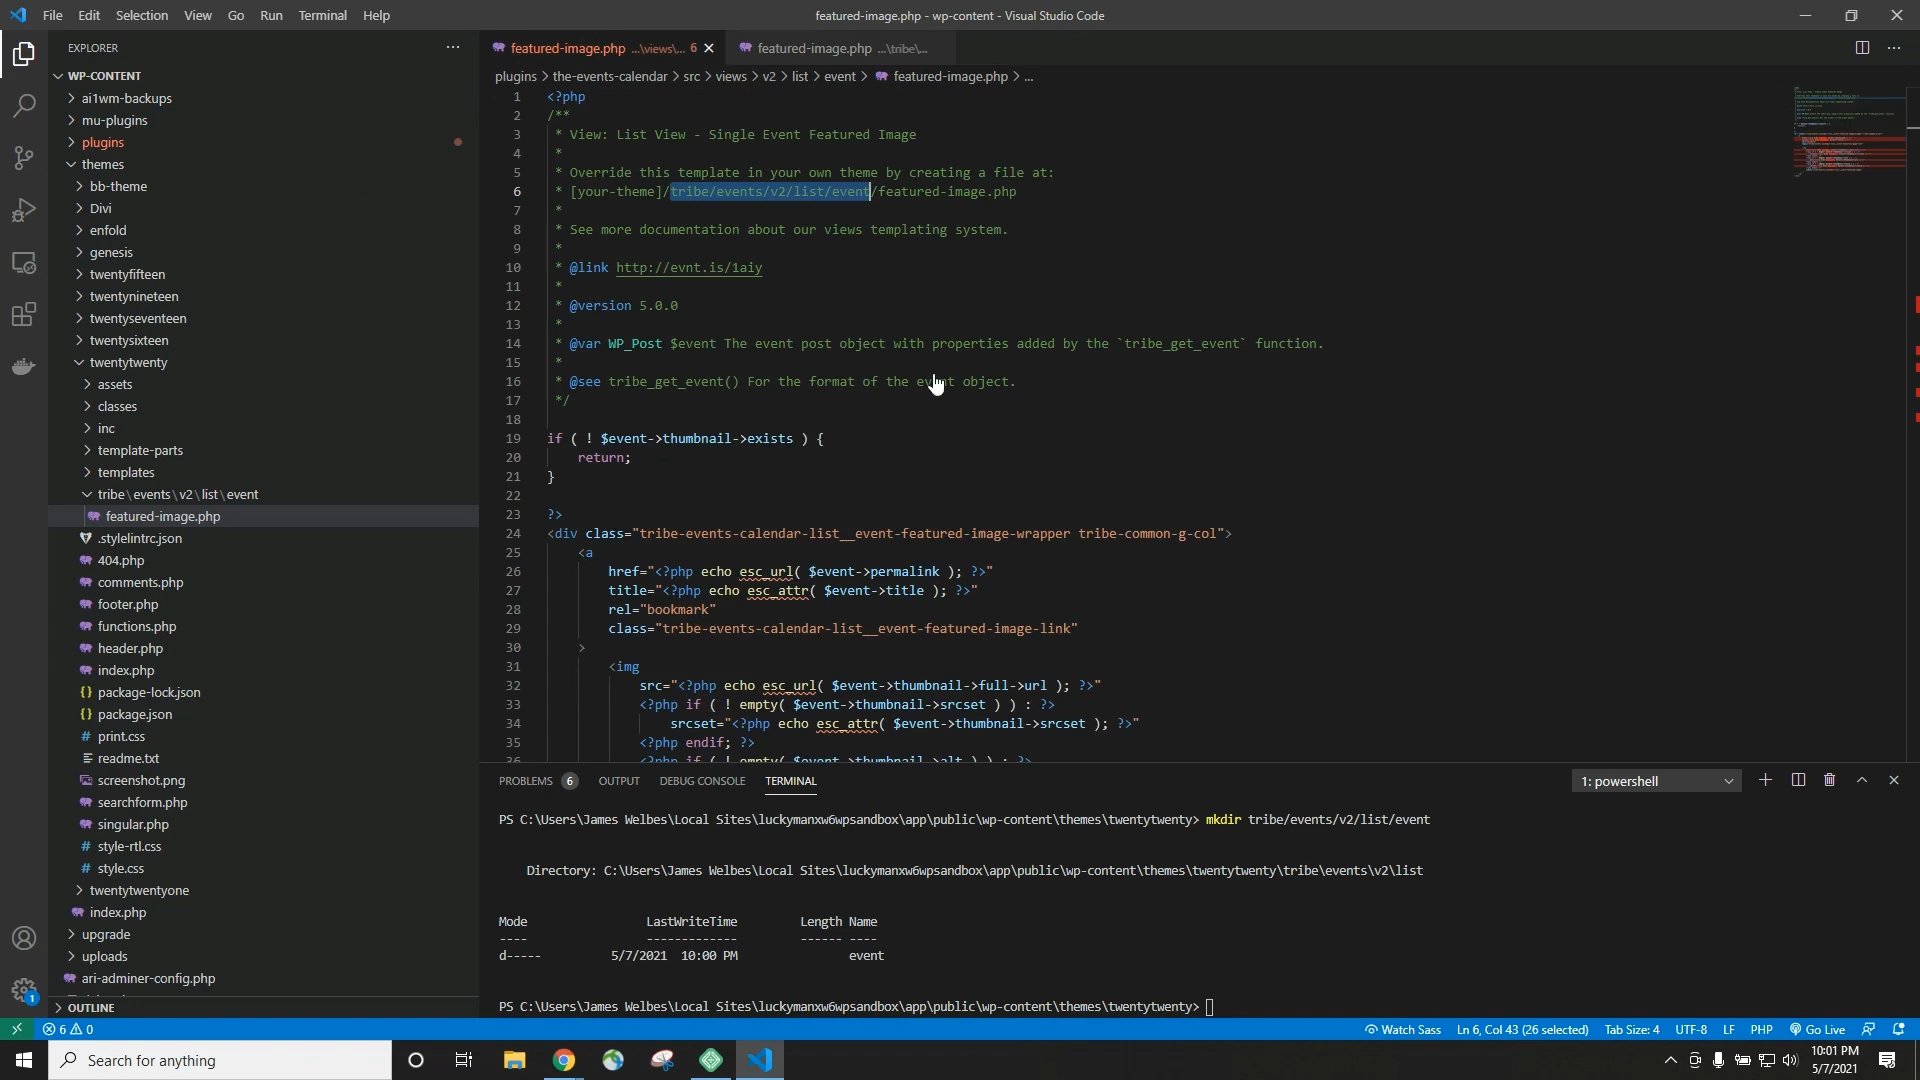 File Edit Selection View Go Run Terminal Help
featured-image.php - wp-content - Visual Studio Code
EXPLORER
WP-CONTENT
ai1wm-backups
mu-plugins
plugins
themes
bb-theme
Divi
enfold
genesis
twentyfifteen
twentynineteen
twentyseventeen
twentysixteen
twentytwenty
assets
classes
inc
template-parts
templates
tribe\events\v2\list\event
featured-image.php
.stylelintrc.json
404.php
comments.php
footer.php
functions.php
header.php
index.php
package-lock.json
package.json
print.css
readme.txt
screenshot.png
searchform.php
singular.php
style-rtl.css
style.css
twentytwentyone
index.php
upgrade
uploads
ari-adminer-config.php
OUTLINE
featured-image.php ...\views\... 6
featured-image.php ...\tribe\...
plugins > the-events-calendar > src > views > v2 > list > event > featured-image.php > ...
1 <?php
2 /**
3 * View: List View - Single Event Featured Image
4 *
5 * Override this template in your own theme by creating a file at:
6 * [your-theme]/tribe/events/v2/list/event/featured-image.php
7 *
8 * See more documentation about our views templating system.
9 *
10 * @link http://evnt.is/1aiy
11 *
12 * @version 5.0.0
13 *
14 * @var WP_Post $event The event post object with properties added by the `tribe_get_event` function.
15 *
16 * @see tribe_get_event() For the format of the event object.
17 */
18
19 if ( ! $event->thumbnail->exists ) {
20 return;
21 }
22
23 ?>
24 <div class="tribe-events-calendar-list__event-featured-image-wrapper tribe-common-g-col">
25 <a
26 href="<?php echo esc_url( $event->permalink ); ?>"
27 title="<?php echo esc_attr( $event->title ); ?>"
28 rel="bookmark"
29 class="tribe-events-calendar-list__event-featured-image-link"
30 >
31 <img
32 src="<?php echo esc_url( $event->thumbnail->full->url ); ?>"
33 <?php if ( ! empty( $event->thumbnail->srcset ) ) : ?>
34 srcset="<?php echo esc_attr( $event->thumbnail->srcset ); ?>"
35 <?php endif; ?>
36 <?php if ( ! empty( $event->thumbnail->alt ) ) : ?>
PROBLEMS 6 OUTPUT DEBUG CONSOLE TERMINAL
1: powershell
PS C:\Users\James Welbes\Local Sites\luckymanxw6wpsandbox\app\public\wp-content\themes\twentytwenty> mkdir tribe/events/v2/list/event
Directory: C:\Users\James Welbes\Local Sites\luckymanxw6wpsandbox\app\public\wp-content\themes\twentytwenty\tribe\events\v2\list
Mode LastWriteTime Length Name
---- ------------- ------ ----
d----- 5/7/2021 10:00 PM event
PS C:\Users\James Welbes\Local Sites\luckymanxw6wpsandbox\app\public\wp-content\themes\twentytwenty>
1
6 0
Watch Sass Ln 6, Col 43 (26 selected) Tab Size: 4 UTF-8 LF PHP Go Live
Search for anything
10:01 PM
5/7/2021